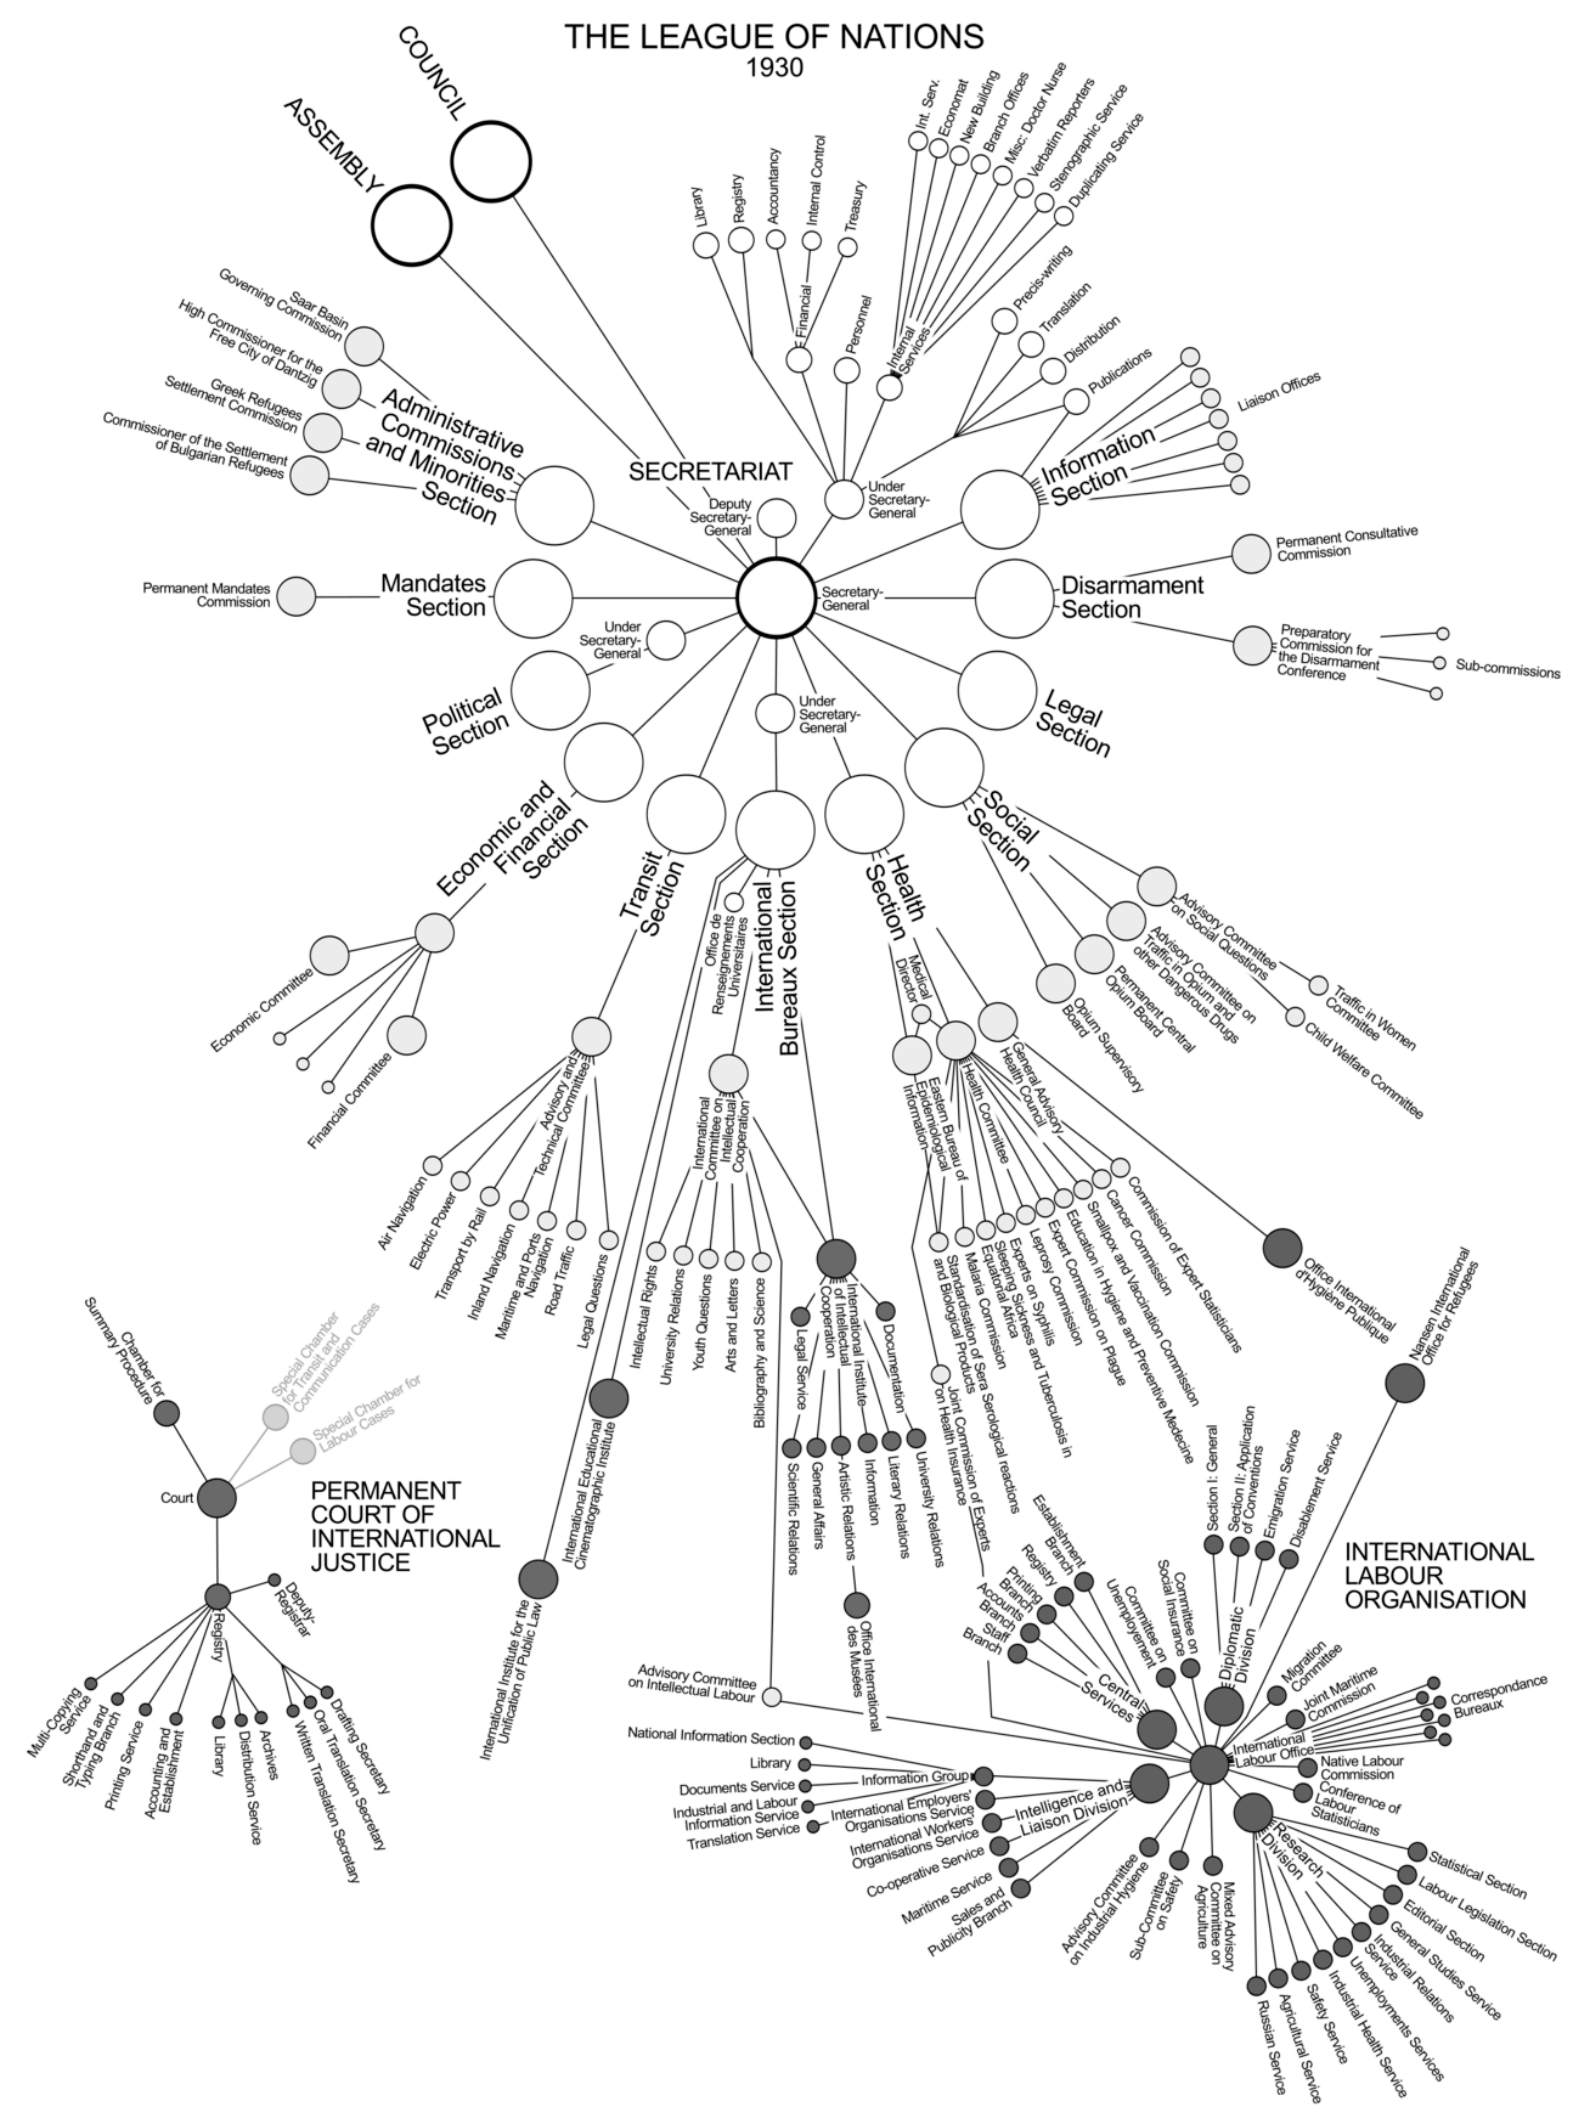 THE LEAGUE OF NATIONS
1930
COUNCIL
ASSEMBLY
Library
Registry
Accountancy
Internal Control
Treasury
Financial
Personnel
Int. Serv.
Economat
New Building
Branch Offices
Misc: Doctor Nurse
Verbatim Reporters
Stenographic Service
Duplicating Service
Internal
Services
Precis-writing
Translation
Distribution
Publications
Liaison Offices
Saar Basin
Governing Commission
High Commissioner for the
Free City of Dantzig
Greek Refugees
Settlement Commission
Commissioner of the Settlement
of Bulgarian Refugees
Administrative
Commissions
and Minorities
Section
SECRETARIAT
Deputy
Secretary-
General
Under
Secretary-
General
Information
Section
Permanent Mandates
Commission
Mandates
Section
Secretary-
General
Disarmament
Section
Permanent Consultative
Commission
Preparatory
Commission for
the Disarmament
Conference
Sub-commissions
Under
Secretary-
General
Political
Section
Under
Secretary-
General
Legal
Section
Economic and
Financial
Section
Economic Committee
Financial Committee
Transit
Section
Advisory and
Technical Committee
Air Navigation
Electric Power
Transport by Rail
Inland Navigation
Maritime and Ports
Navigation
Road Traffic
Legal Questions
International
Bureaux Section
Office de
Renseignements
Universitaires
International
Committee on
Intellectual
Cooperation
Intellectual Rights
University Relations
Youth Questions
Arts and Letters
Bibliography and Science
International Institute
of Intellectual
Cooperation
Legal Service
Documentation
Scientific Relations
General Affairs
Artistic Relations
Information
Literary Relations
University Relations
Office International
des Musées
International Educational
Cinematographic Institute
International Institute for the
Unification of Public Law
Advisory Committee
on Intellectual Labour
Health
Section
Medical
Director
Eastern Bureau of
Epidemiological
Information
Health Committee
General Advisory
Health Council
Standardisation of Sera Serological reactions
and Biological Products
Malaria Commission
Sleeping Sickness and Tuberculosis in
Equatorial Africa
Experts on Syphilis
Leprosy Commission
Expert Commission on Plague
Education in Hygiene and Preventive Medecine
Smallpox and Vaccination Commission
Cancer Commission
Commission of Expert Statisticians
Joint Commission of Experts
on Health Insurance
Office International
d'Hygiène Publique
Social
Section
Advisory Committee
on Social Questions
Advisory Committee on
Traffic in Opium and
other Dangerous Drugs
Permanent Central
Opium Board
Opium Supervisory
Board
Traffic in Women
Committee
Child Welfare Committee
Nansen International
Office for Refugees
PERMANENT
COURT OF
INTERNATIONAL
JUSTICE
Chamber for
Summary Procedure
Special Chamber
for Transit and
Communication Cases
Special Chamber for
Labour Cases
Court
Registry
Deputy-
Registrar
Multi-Copying
Service
Shorthand and
Typing Branch
Printing Service
Accounting and
Establishment
Library
Distribution Service
Archives
Written Translation Secretary
Oral Translation Secretary
Drafting Secretary
INTERNATIONAL
LABOUR
ORGANISATION
Section I: General
Section II: Application
of Conventions
Emigration Service
Disablement Service
Diplomatic
Division
Establishment
Branch
Registry
Printing
Branch
Accounts
Branch
Staff
Branch
Central
Services
Committee on
Unemployement
Committee on
Social Insurance
Migration
Committee
Joint Maritime
Commission
Correspondance
Bureaux
International
Labour Office
Native Labour
Commission
Conference of
Labour
Statisticians
National Information Section
Library
Documents Service
Industrial and Labour
Information Service
Translation Service
Information Group
International Employers'
Organisations Service
International Workers'
Organisations Service
Co-operative Service
Maritime Service
Sales and
Publicity Branch
Intelligence and
Liaison Division
Advisory Committee
on Industrial Hygiene
Sub-Committee
on Safety
Mixed Advisory
Committee on
Agriculture
Research
Division
Statistical Section
Labour Legislation Section
Editorial Section
General Studies Service
Industrial Relations
Service
Unemployments Services
Industrial Health Service
Safety Service
Agricultural Service
Russian Service